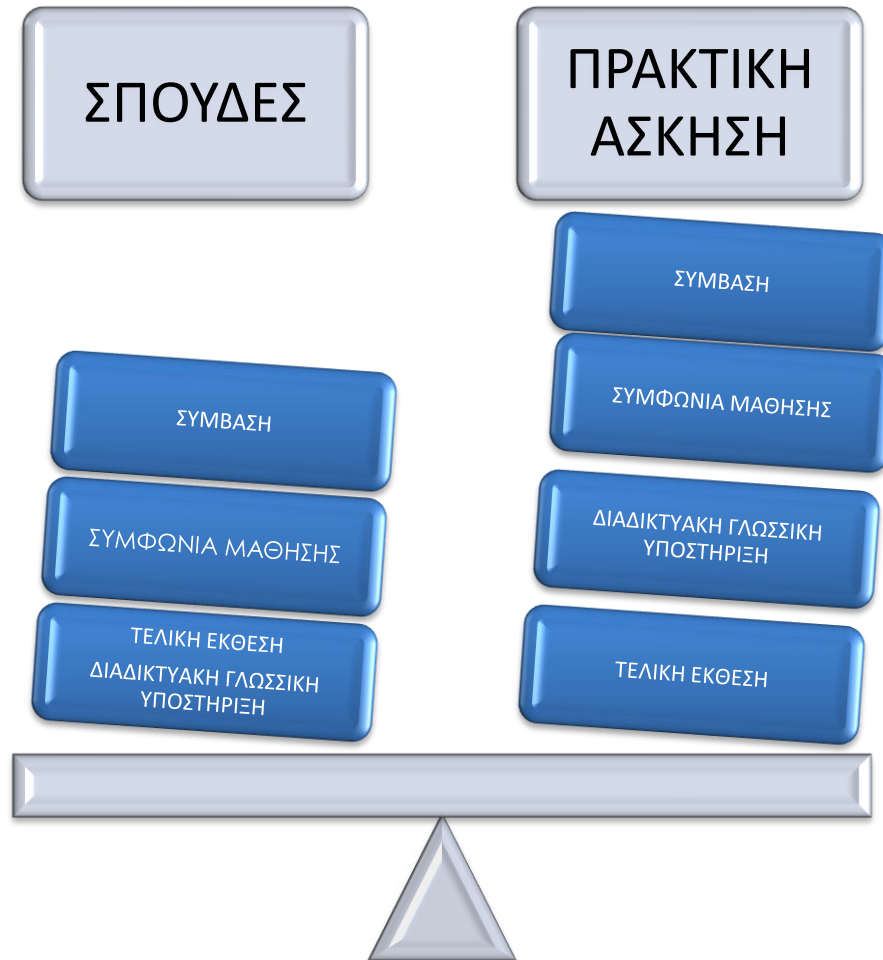 ΣΠΟΥΔΕΣ
ΣΥΜΒΑΣΗ
ΣΥΜΦΩΝΙΑ ΜΑΘΗΣΗΣ
ΤΕΛΙΚΗ ΕΚΘΕΣΗ
ΔΙΑΔΙΚΤΥΑΚΗ ΓΛΩΣΣΙΚΗ
ΥΠΟΣΤΗΡΙΞΗ
ΠΡΑΚΤΙΚΗ
ΑΣΚΗΣΗ
ΣΥΜΒΑΣΗ
ΣΥΜΦΩΝΙΑ ΜΑΘΗΣΗΣ
ΔΙΑΔΙΚΤΥΑΚΗ ΓΛΩΣΣΙΚΗ
ΥΠΟΣΤΗΡΙΞΗ
ΤΕΛΙΚΗ ΕΚΘΕΣΗ